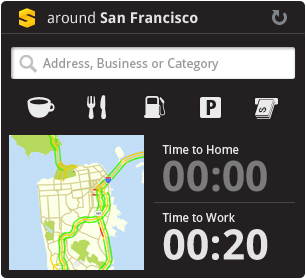 around San Francisco
Address, Business or Category
P
Time to Home
00:00
Time to Work
00:20